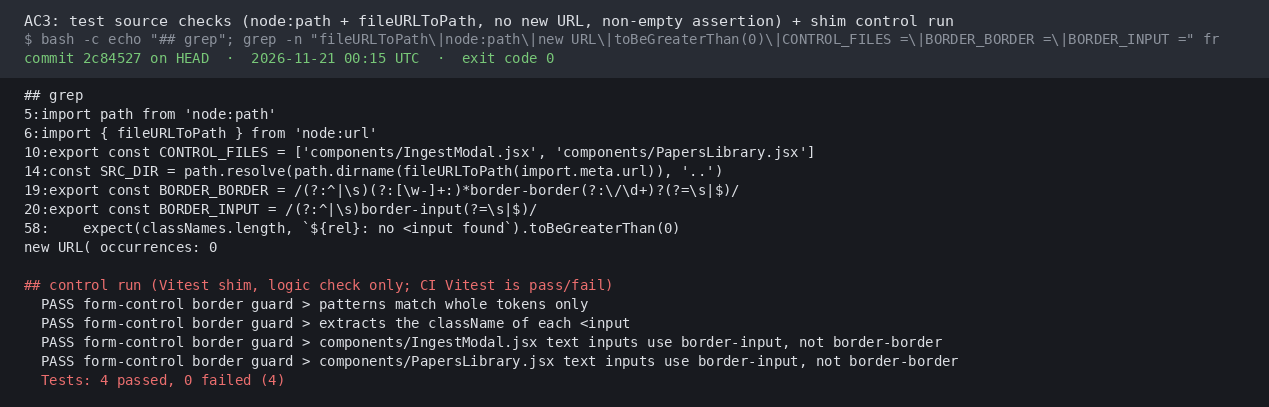 AC3: test source checks (node:path + fileURLToPath, no new URL, non-empty assertion) + shim control run
$ bash -c echo "## grep"; grep -n "fileURLToPath\|node:path\|new URL\|toBeGreaterThan(0)\|CONTROL_FILES =\|BORDER_BORDER =\|BORDER_INPUT =" fr
commit 2c84527 on HEAD · 2026-11-21 00:15 UTC · exit code 0
## grep
5:import path from 'node:path'
6:import { fileURLToPath } from 'node:url'
10:export const CONTROL_FILES = ['components/IngestModal.jsx', 'components/PapersLibrary.jsx']
14:const SRC_DIR = path.resolve(path.dirname(fileURLToPath(import.meta.url)), '..')
19:export const BORDER_BORDER = /(?:^|\s)(?:[\w-]+:)*border-border(?:\/\d+)?(?=\s|$)/
20:export const BORDER_INPUT = /(?:^|\s)border-input(?=\s|$)/
58:    expect(classNames.length, `${rel}: no <input found`).toBeGreaterThan(0)
new URL( occurrences: 0
## control run (Vitest shim, logic check only; CI Vitest is pass/fail)
  PASS form-control border guard > patterns match whole tokens only
  PASS form-control border guard > extracts the className of each <input
  PASS form-control border guard > components/IngestModal.jsx text inputs use border-input, not border-border
  PASS form-control border guard > components/PapersLibrary.jsx text inputs use border-input, not border-border
  Tests: 4 passed, 0 failed (4)